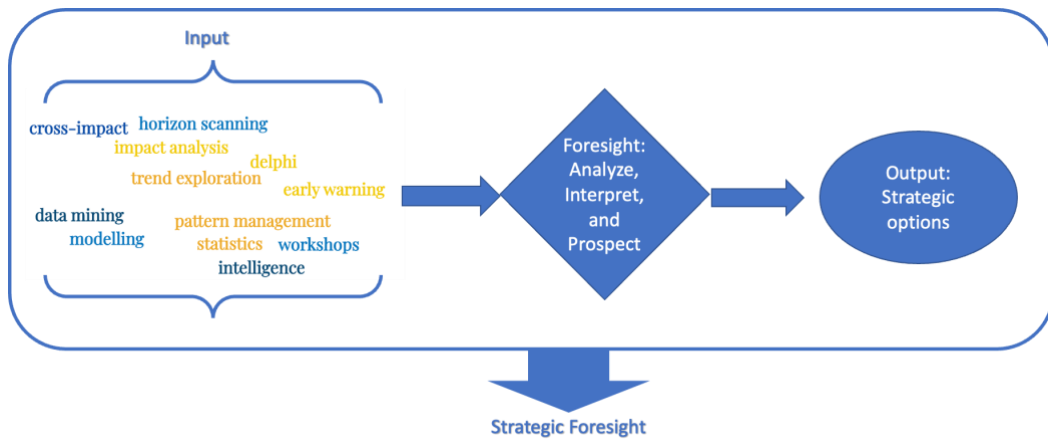 Input
cross-impact horizon scanning
impact analysis
delphi
trend exploration
early warning
data mining
pattern management
modelling
statistics workshops
intelligence
Foresight:
Analyze,
Interpret,
and
Prospect
Output:
Strategic
options
Strategic Foresight